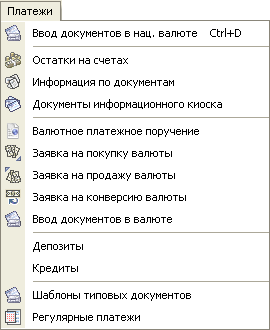 Платежи
Ввод документов в нац. валюте Ctrl+D
Остатки на счетах
Информация по документам
Документы информационного киоска
Валютное платежное поручение
Заявка на покупку валюты
Заявка на продажу валюты
Заявка на конверсию валюты
Ввод документов в валюте
Депозиты
Кредиты
Шаблоны типовых документов
Регулярные платежи